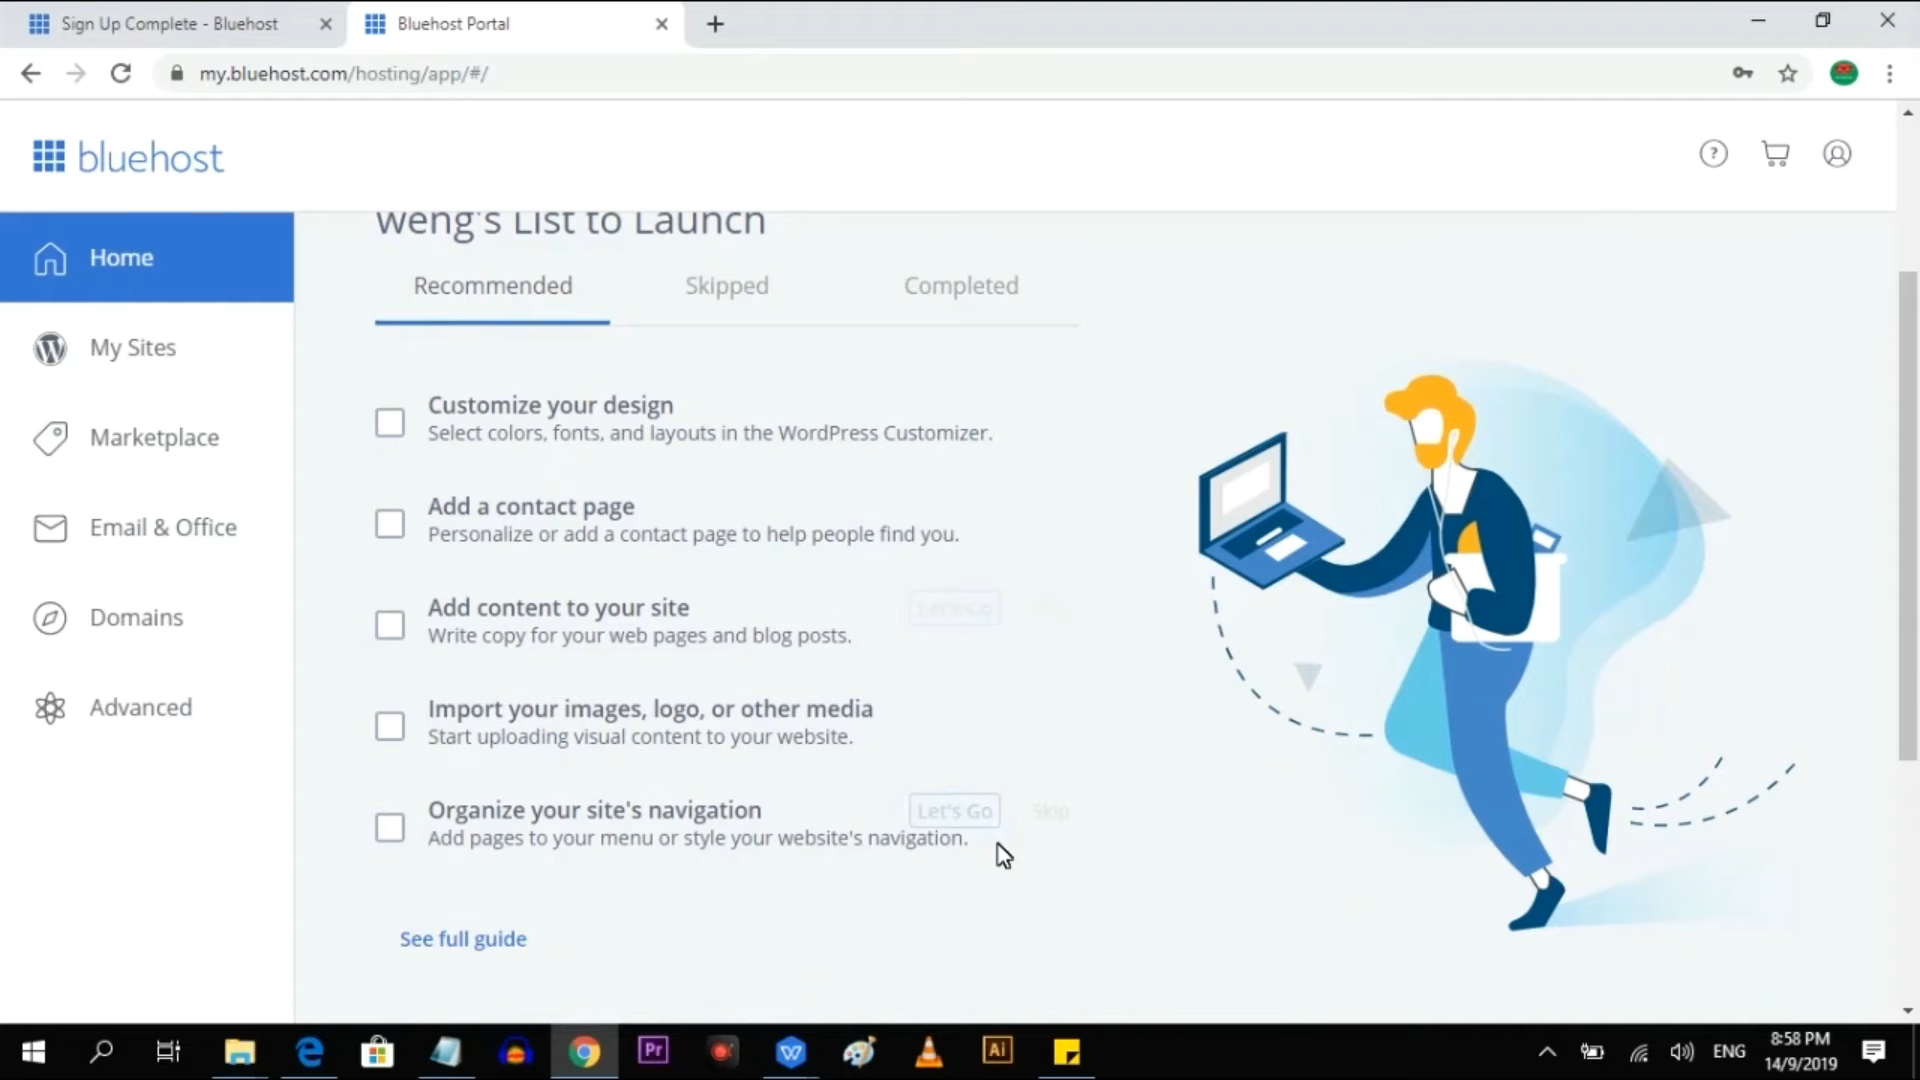 Sign Up Complete - Bluehost
Bluehost Portal
my.bluehost.com/hosting/app/#/
bluehost
weng's List to Launch
Home
Recommended
Skipped
Completed
My Sites
Customize your design
Select colors, fonts, and layouts in the WordPress Customizer.
Marketplace
Add a contact page
Personalize or add a contact page to help people find you.
Email & Office
Add content to your site
Let's Go
Write copy for your web pages and blog posts.
Domains
Import your images, logo, or other media
Start uploading visual content to your website.
Advanced
Organize your site's navigation
Let's Go
Skip
Add pages to your menu or style your website's navigation.
See full guide
Pr
Ai
ENG
8:58 PM
14/9/2019